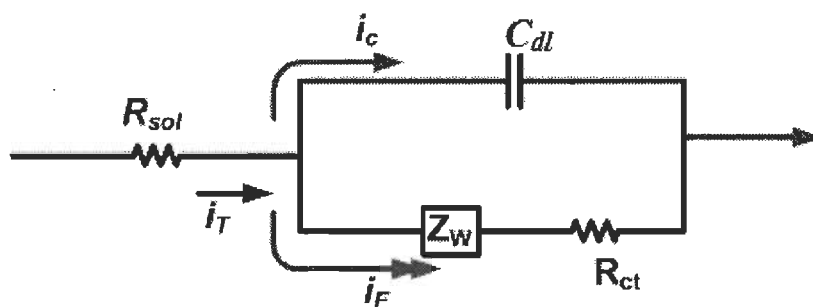 i_c
C_dl
R_sol
i_T
Z_W
R_ct
i_F